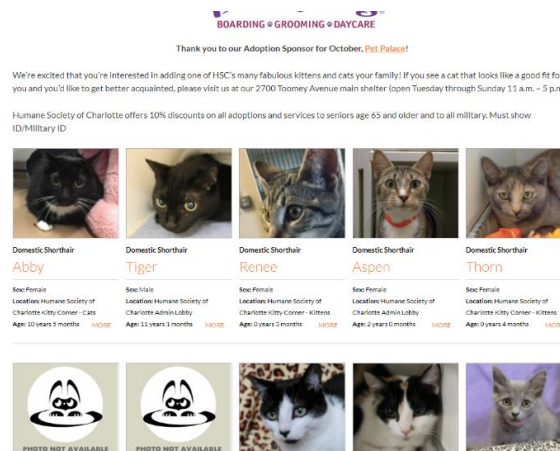 BOARDING GROOMING DAYCARE
Thank you to our Adoption Sponsor for October, Pet Palace!
We're excited that you're interested in adding one of HSC's many fabulous kittens and cats your family! If you see a cat that looks like a good fit fo
you and you'd like to get better acquainted, please visit us at our 2700 Toomey Avenue main shelter (open Tuesday through Sunday 11 a.m. – 5 p.m
Humane Society of Charlotte offers 10% discounts on all adoptions and services to seniors age 65 and older and to all military. Must show
ID/Military ID
Domestic Shorthair
Abby
Sex: Female
Location: Humane Society of
Charlotte Kitty Corner - Cats
Age: 10 years 5 months MORE
Domestic Shorthair
Tiger
Sex: Male
Location: Humane Society of
Charlotte Admin Lobby
Age: 11 years 1 months MORE
Domestic Shorthair
Renee
Sex: Female
Location: Humane Society of
Charlotte Kitty Corner - Kittens
Age: 0 years 3 months MORE
Domestic Shorthair
Aspen
Sex: Female
Location: Humane Society of
Charlotte Admin Lobby
Age: 2 years 0 months MORE
Domestic Shorthair
Thorn
Sex: Female
Location: Humane Society of
Charlotte Kitty Corner - Kittens
Age: 0 years 4 months MO
PHOTO NOT AVAILABLE
PHOTO NOT AVAILABLE